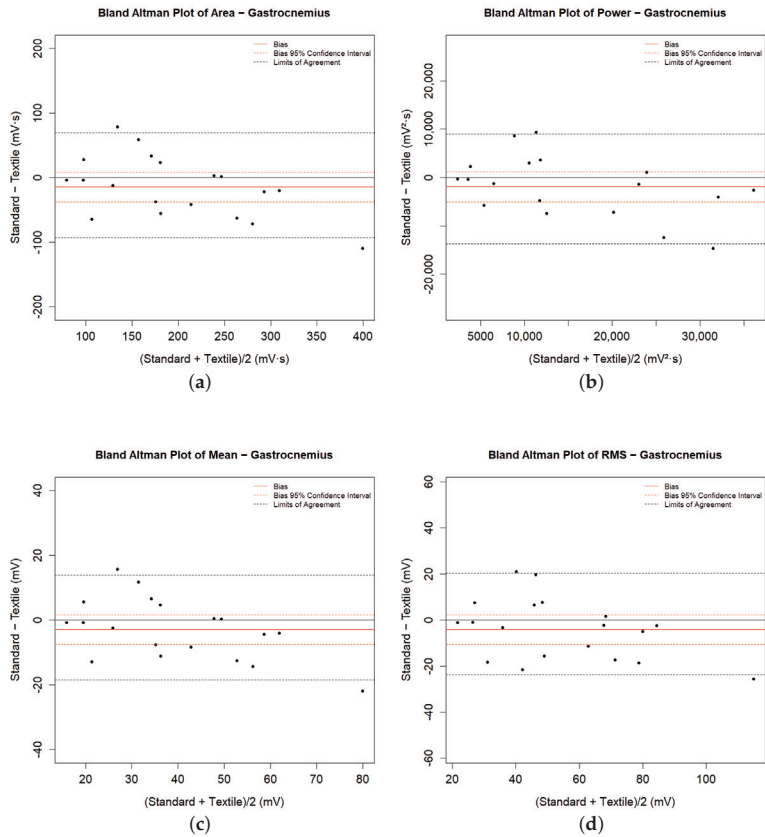 Bland Altman Plot of Area − Gastrocnemius
Bias
Bias 95% Confidence Interval
Limits of Agreement
Standard − Textile (mV·s)
200
100
0
-100
-200
100 150 200 250 300 350 400
(Standard + Textile)/2 (mV·s)
(a)
Bland Altman Plot of Power − Gastrocnemius
Bias
Bias 95% Confidence Interval
Limits of Agreement
Standard − Textile (mV²·s)
20,000
10,000
0
-20,000
5000 10,000 20,000 30,000
(Standard + Textile)/2 (mV²·s)
(b)
Bland Altman Plot of Mean − Gastrocnemius
Bias
Bias 95% Confidence Interval
Limits of Agreement
Standard − Textile (mV)
40
20
0
-20
-40
20 30 40 50 60 70 80
(Standard + Textile)/2 (mV)
(c)
Bland Altman Plot of RMS − Gastrocnemius
Bias
Bias 95% Confidence Interval
Limits of Agreement
Standard − Textile (mV)
60
40
20
0
-20
-40
-60
20 40 60 80 100
(Standard + Textile)/2 (mV)
(d)